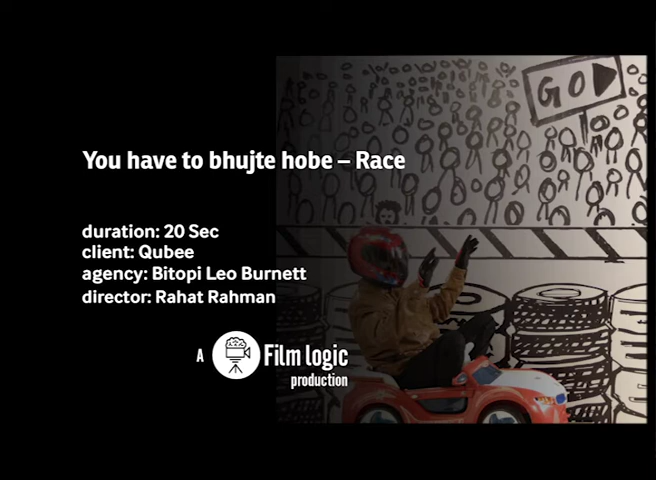 GO
You have to bhujte hobe – Race
duration: 20 Sec
client: Qubee
agency: Bitopi Leo Burnett
director: Rahat Rahman
A Film logic
production